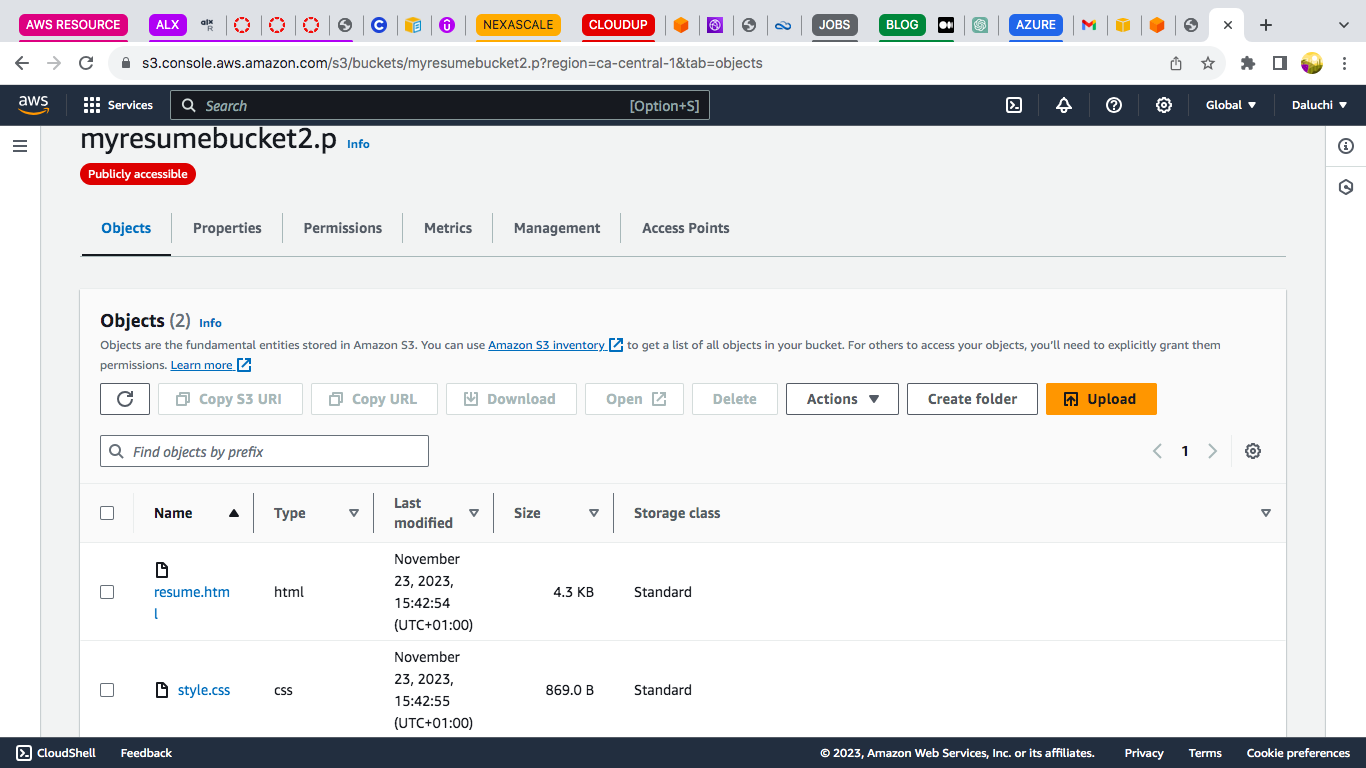 AWS RESOURCE ALX alx NEXASCALE CLOUDUP JOBS BLOG AZURE
s3.console.aws.amazon.com/s3/buckets/myresumebucket2.p?region=ca-central-1&tab=objects
aws Services Search [Option+S] Global Daluchi
myresumebucket2.p Info
Publicly accessible
Objects Properties Permissions Metrics Management Access Points
Objects (2) Info
Objects are the fundamental entities stored in Amazon S3. You can use Amazon S3 inventory to get a list of all objects in your bucket. For others to access your objects, you'll need to explicitly grant them
permissions. Learn more
Copy S3 URI Copy URL Download Open Delete Actions Create folder Upload
Find objects by prefix 1
Name Type Last modified Size Storage class
resume.html html November 23, 2023, 15:42:54 (UTC+01:00) 4.3 KB Standard
style.css css November 23, 2023, 15:42:55 (UTC+01:00) 869.0 B Standard
CloudShell Feedback © 2023, Amazon Web Services, Inc. or its affiliates. Privacy Terms Cookie preferences